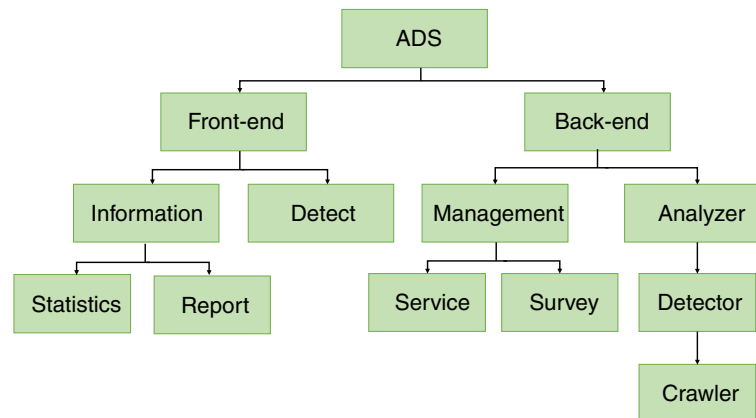 ADS
Front-end
Back-end
Information
Detect
Management
Analyzer
Statistics
Report
Service
Survey
Detector
Crawler